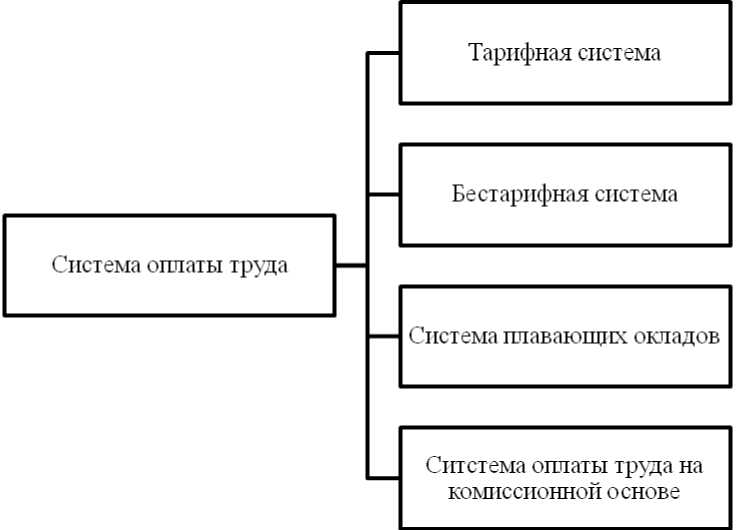 Тарифная система
Бестарифная система
Система оплаты труда
Система плавающих окладов
Ситстема оплаты труда на
комиссионной основе